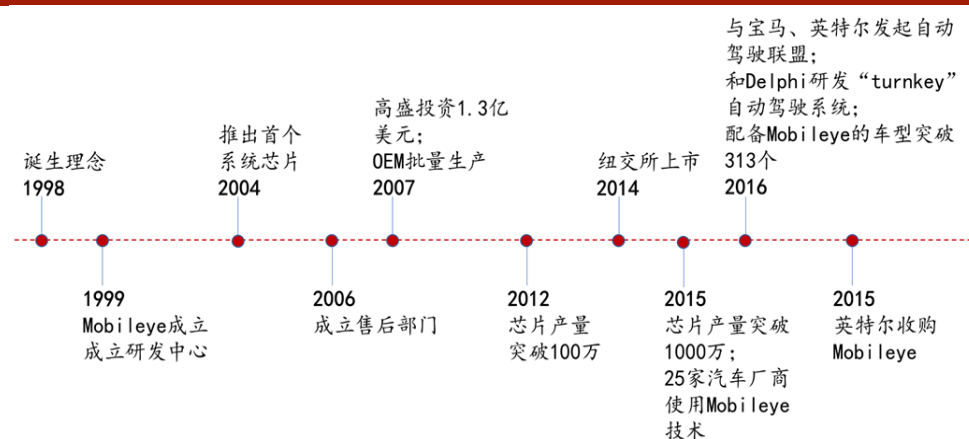 诞生理念
1998
1999
Mobileye成立
成立研发中心
推出首个
系统芯片
2004
2006
成立售后部门
高盛投资1.3亿
美元；
OEM批量生产
2007
2012
芯片产量
突破100万
纽交所上市
2014
2015
芯片产量突破
1000万；
25家汽车厂商
使用Mobileye
技术
与宝马、英特尔发起自动
驾驶联盟；
和Delphi研发“turnkey”
自动驾驶系统；
配备Mobileye的车型突破
313个
2016
2015
英特尔收购
Mobileye